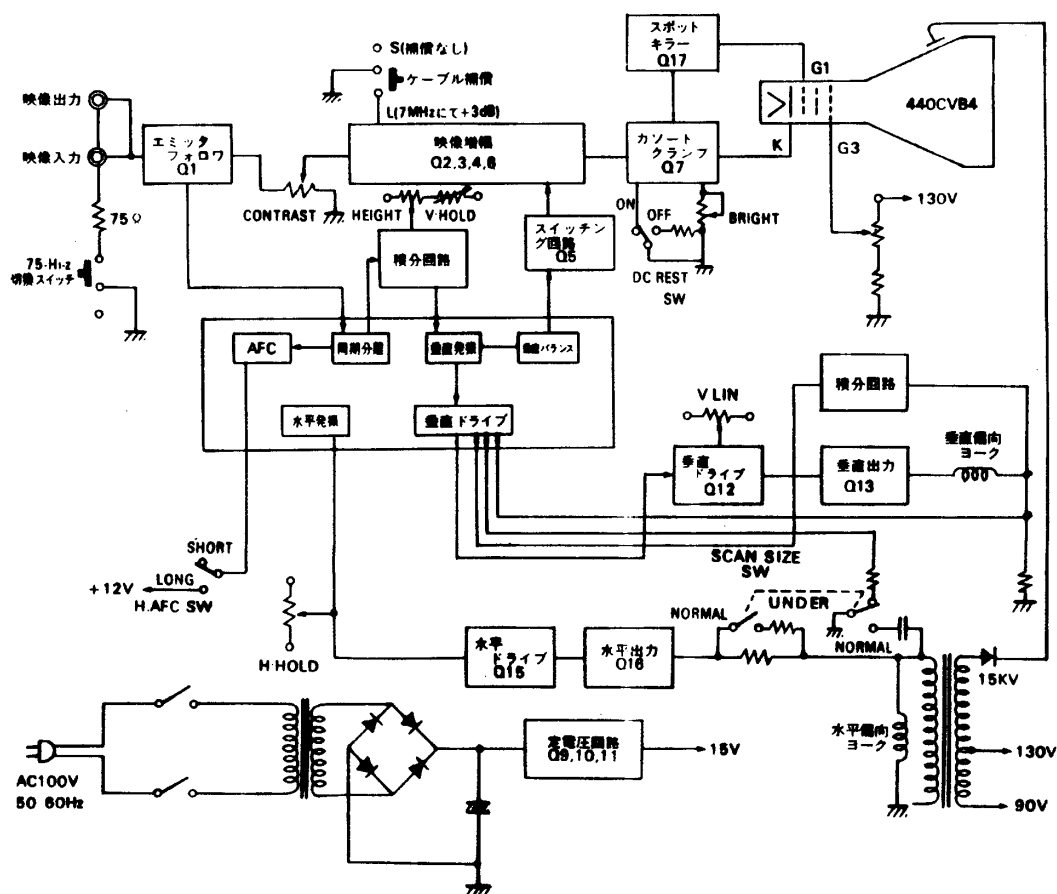 S(補償なし)
ケーブル補償
L(7MHzにて+3dB)
映像出力
映像入力
エミッタ
フォロワ
Q1
75Ω
75-Hi-z
切換スイッチ
CONTRAST
映像増幅
Q2,3,4,6
HEIGHT
V·HOLD
積分回路
スイッチン
グ回路
Q5
スポット
キラー
Q17
カソード
クランプ
Q7
ON
OFF
BRIGHT
DC REST
SW
G1
K
G3
440CVB4
130V
AFC
同期分離
垂直発振
垂直バランス
水平発振
垂直ドライブ
積分回路
V LIN
垂直
ドライブ
Q12
垂直出力
Q13
垂直偏向
ヨーク
SHORT
LONG
+12V
H.AFC SW
H·HOLD
SCAN SIZE
SW
NORMAL
UNDER
NORMAL
水平
ドライブ
Q15
水平出力
Q16
15KV
水平偏向
ヨーク
130V
90V
AC100V
50 60Hz
定電圧回路
Q9,10,11
15V